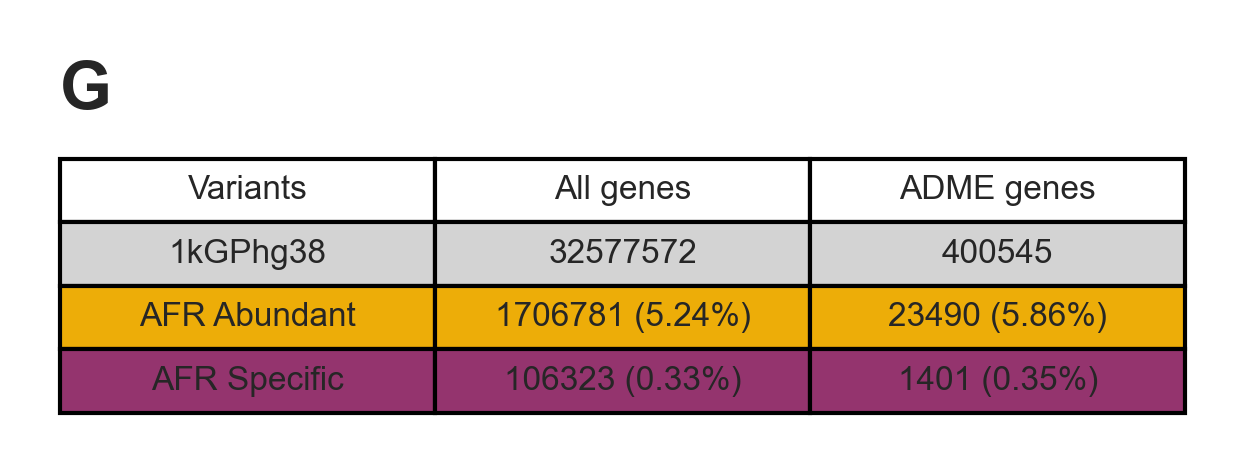 G
Variants All genes ADME genes
1kGPhg38 32577572 400545
AFR Abundant 1706781 (5.24%) 23490 (5.86%)
AFR Specific 106323 (0.33%) 1401 (0.35%)